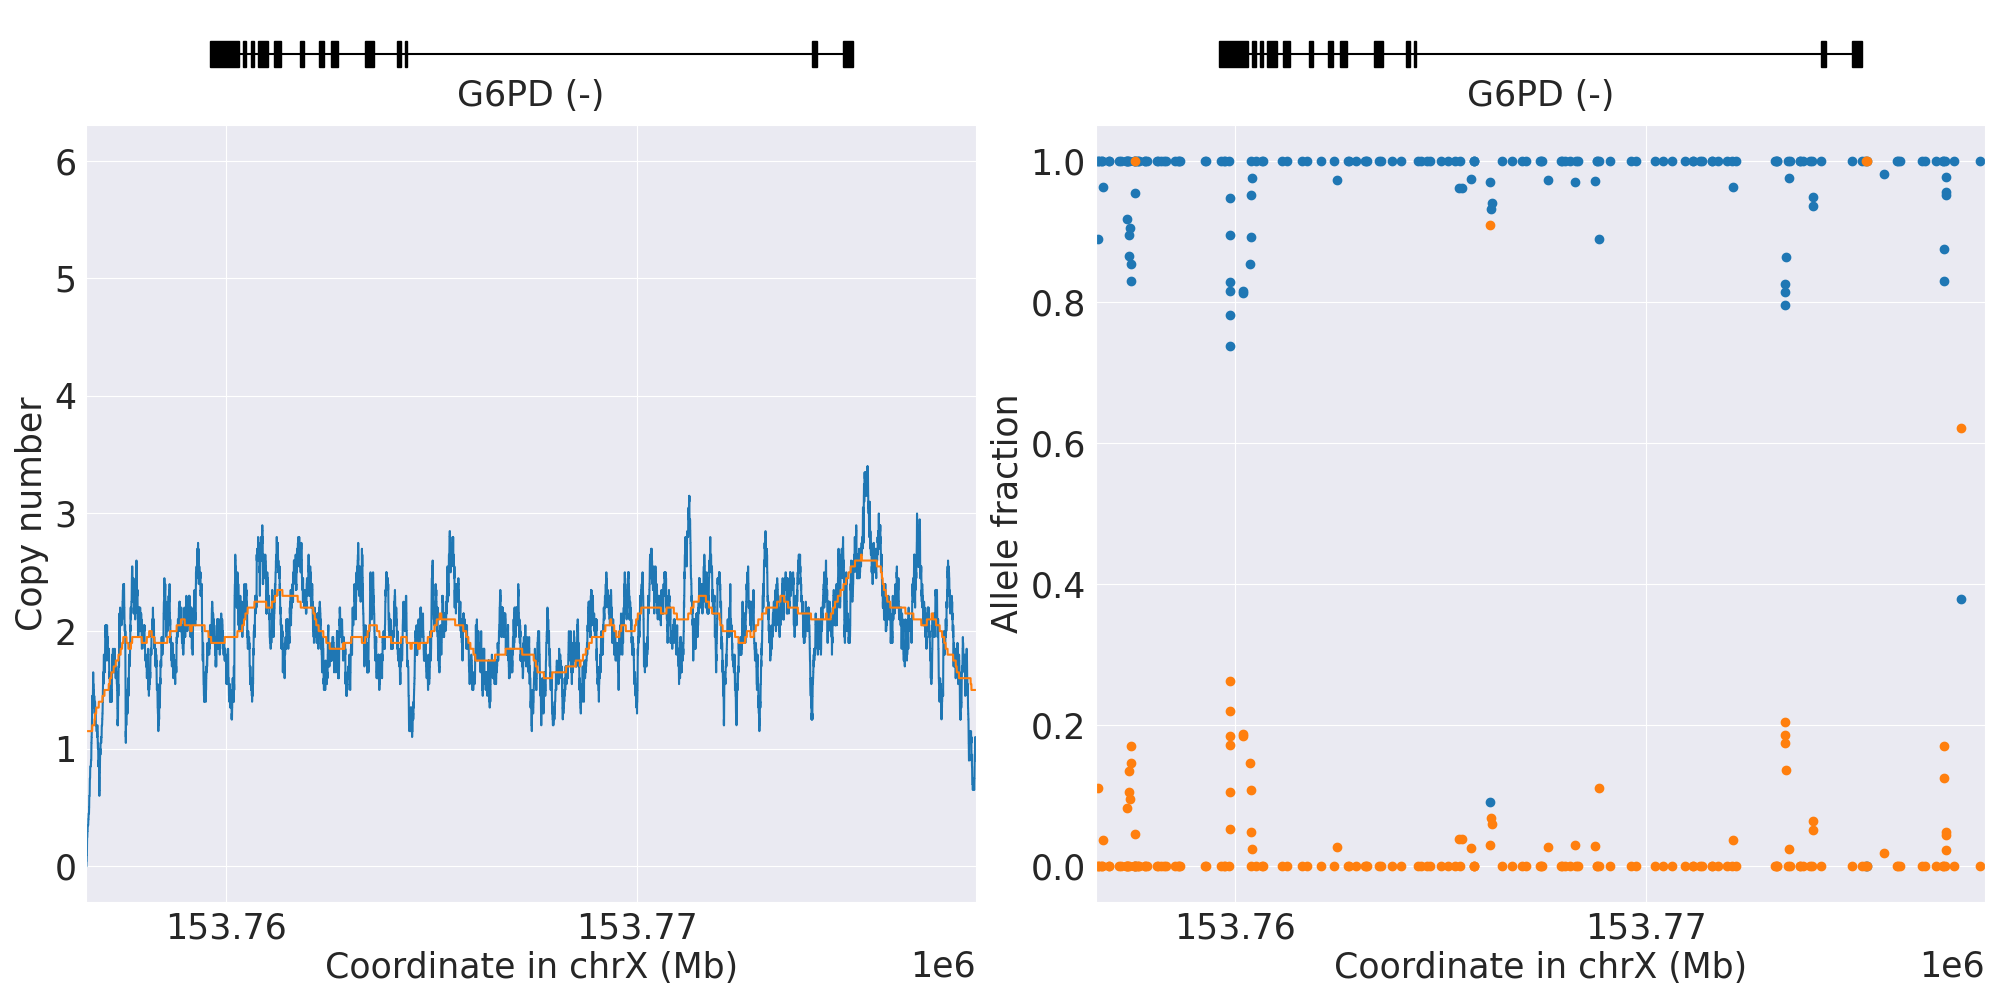 G6PD (-)
6
5
4
3
2
1
0
Copy number
153.76
153.77
Coordinate in chrX (Mb)
1e6
G6PD (-)
1.0
0.8
0.6
0.4
0.2
0.0
Allele fraction
153.76
153.77
Coordinate in chrX (Mb)
1e6